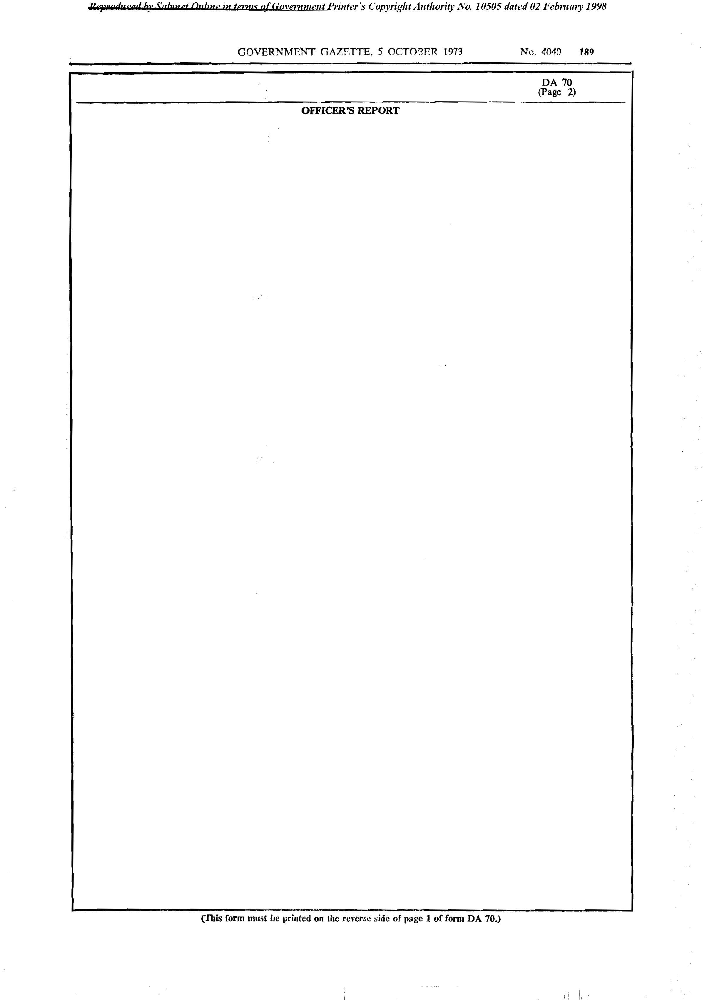 Reproduced by Sabinet Online in terms of Government Printer's Copyright Authority No. 10505 dated 02 February 1998
GOVERNMENT GAZETTE, 5 OCTOBER 1973 No. 4040 189
DA 70
(Page 2)
OFFICER'S REPORT
(This form must be printed on the reverse side of page 1 of form DA 70.)